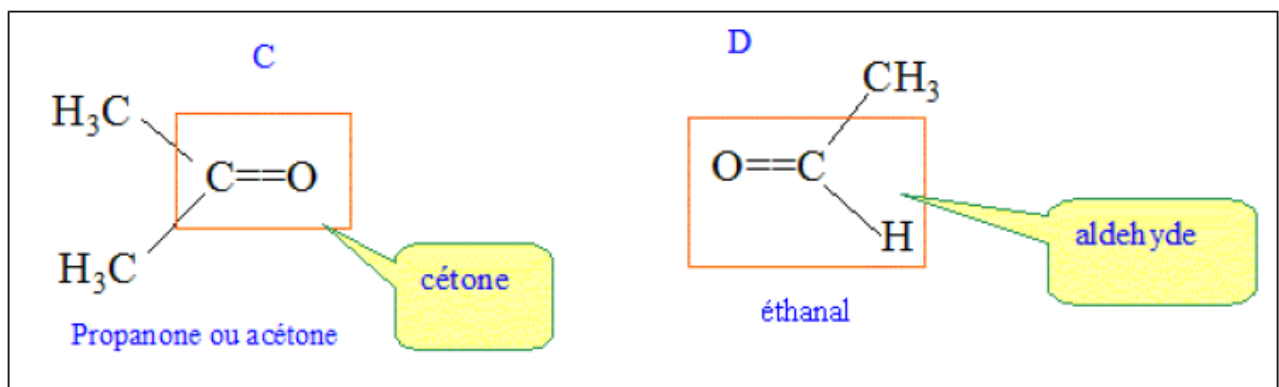 C
H₃C
C==O
H₃C
cétone
Propanone ou acétone
D
CH₃
O==C
H
aldehyde
éthanal